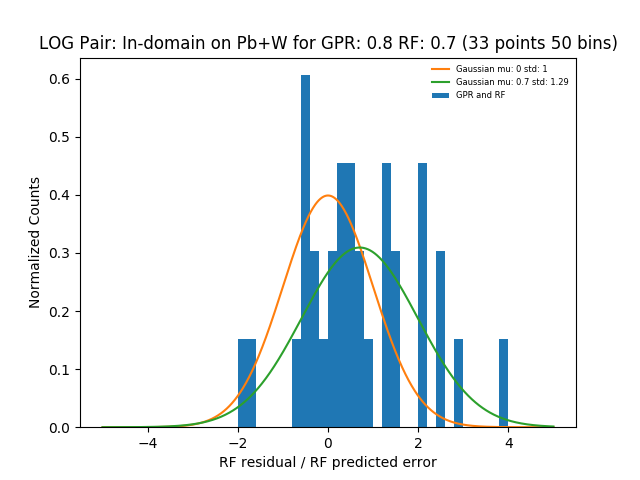 LOG Pair: In-domain on Pb+W for GPR: 0.8 RF: 0.7 (33 points 50 bins)
Gaussian mu: 0 std: 1
Gaussian mu: 0.7 std: 1.29
GPR and RF
Normalized Counts
0.6
0.5
0.4
0.3
0.2
0.1
0.0
−4 −2 0 2 4
RF residual / RF predicted error